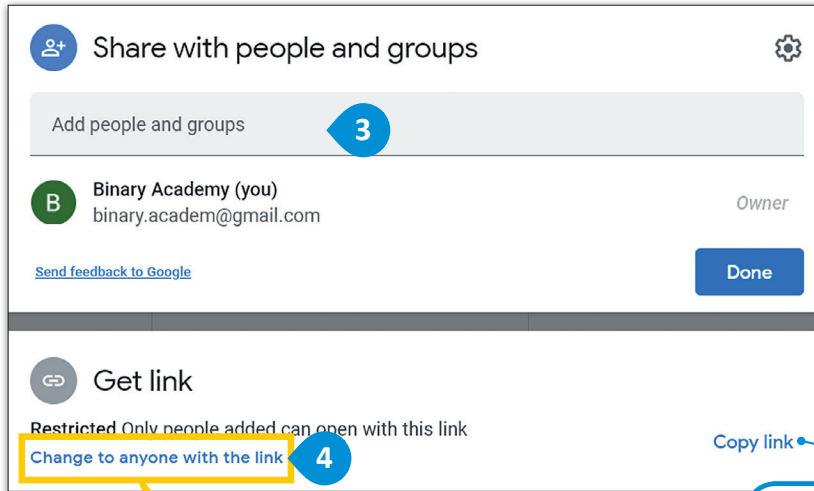 Share with people and groups
Add people and groups
3
B
Binary Academy (you)
binary.academ@gmail.com
Owner
Send feedback to Google
Done
Get link
Restricted Only people added can open with this link
Change to anyone with the link
4
Copy link